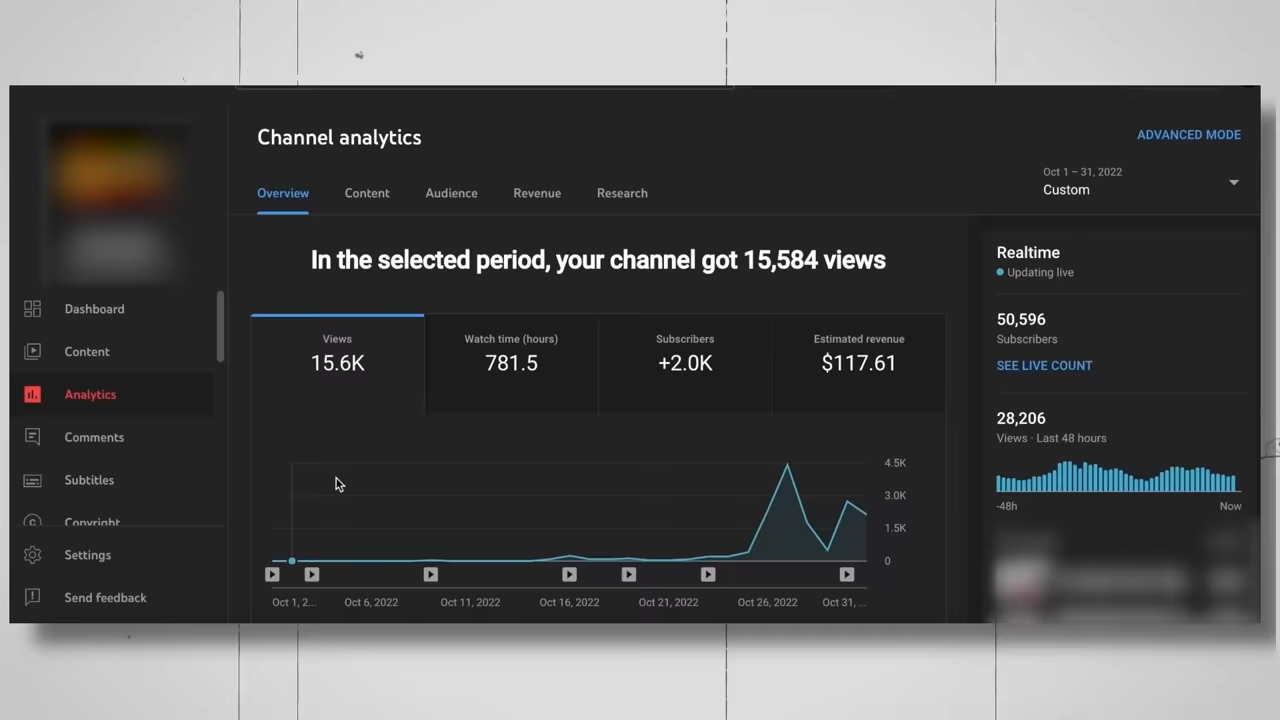 Channel analytics
ADVANCED MODE
Oct 1 – 31, 2022
Custom
Overview
Content
Audience
Revenue
Research
In the selected period, your channel got 15,584 views
Views
15.6K
Watch time (hours)
781.5
Subscribers
+2.0K
Estimated revenue
$117.61
4.5K
3.0K
1.5K
0
Oct 1, 2...
Oct 6, 2022
Oct 11, 2022
Oct 16, 2022
Oct 21, 2022
Oct 26, 2022
Oct 31, ...
Dashboard
Content
Analytics
Comments
Subtitles
Copyright
Settings
Send feedback
Realtime
Updating live
50,596
Subscribers
SEE LIVE COUNT
28,206
Views · Last 48 hours
-48h
Now